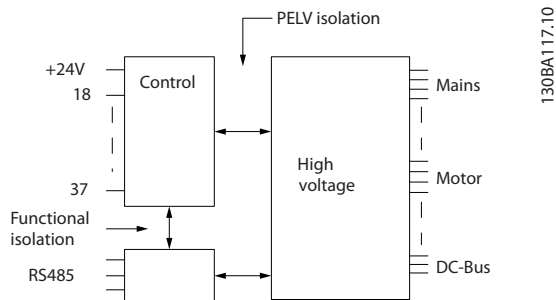 PELV isolation
130BA117.10
+24V
Control
Mains
18
High
voltage
Motor
37
Functional
isolation
RS485
DC-Bus